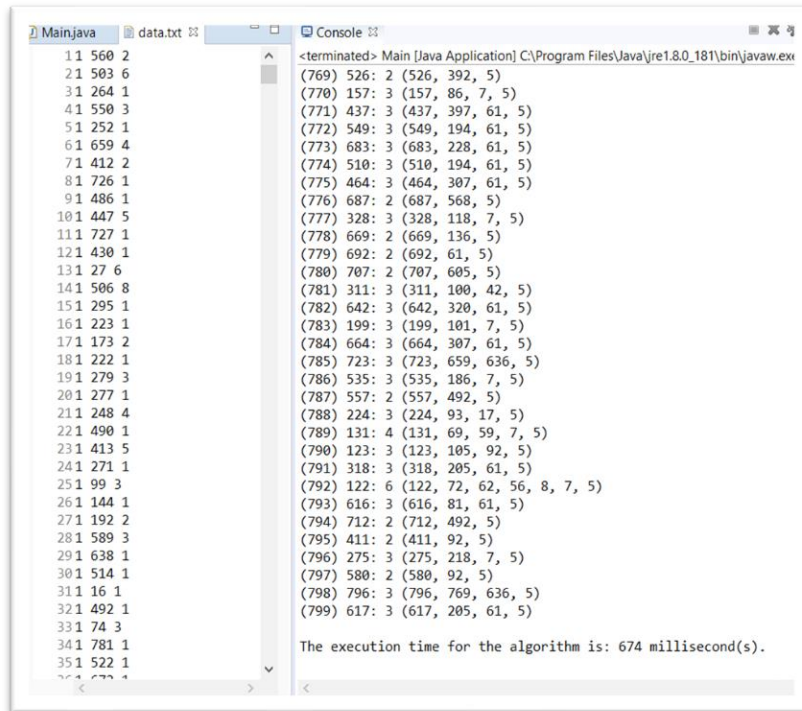 Main.java
data.txt
1 1 560 2
2 1 503 6
3 1 264 1
4 1 550 3
5 1 252 1
6 1 659 4
7 1 412 2
8 1 726 1
9 1 486 1
10 1 447 5
11 1 727 1
12 1 430 1
13 1 27 6
14 1 506 8
15 1 295 1
16 1 223 1
17 1 173 2
18 1 222 1
19 1 279 3
20 1 277 1
21 1 248 4
22 1 490 1
23 1 413 5
24 1 271 1
25 1 99 3
26 1 144 1
27 1 192 2
28 1 589 3
29 1 638 1
30 1 514 1
31 1 16 1
32 1 492 1
33 1 74 3
34 1 781 1
35 1 522 1
Console
<terminated> Main [Java Application] C:\Program Files\Java\jre1.8.0_181\bin\javaw.exe
(769) 526: 2 (526, 392, 5)
(770) 157: 3 (157, 86, 7, 5)
(771) 437: 3 (437, 397, 61, 5)
(772) 549: 3 (549, 194, 61, 5)
(773) 683: 3 (683, 228, 61, 5)
(774) 510: 3 (510, 194, 61, 5)
(775) 464: 3 (464, 307, 61, 5)
(776) 687: 2 (687, 568, 5)
(777) 328: 3 (328, 118, 7, 5)
(778) 669: 2 (669, 136, 5)
(779) 692: 2 (692, 61, 5)
(780) 707: 2 (707, 605, 5)
(781) 311: 3 (311, 100, 42, 5)
(782) 642: 3 (642, 320, 61, 5)
(783) 199: 3 (199, 101, 7, 5)
(784) 664: 3 (664, 307, 61, 5)
(785) 723: 3 (723, 659, 636, 5)
(786) 535: 3 (535, 186, 7, 5)
(787) 557: 2 (557, 492, 5)
(788) 224: 3 (224, 93, 17, 5)
(789) 131: 4 (131, 69, 59, 7, 5)
(790) 123: 3 (123, 105, 92, 5)
(791) 318: 3 (318, 205, 61, 5)
(792) 122: 6 (122, 72, 62, 56, 8, 7, 5)
(793) 616: 3 (616, 81, 61, 5)
(794) 712: 2 (712, 492, 5)
(795) 411: 2 (411, 92, 5)
(796) 275: 3 (275, 218, 7, 5)
(797) 580: 2 (580, 92, 5)
(798) 796: 3 (796, 769, 636, 5)
(799) 617: 3 (617, 205, 61, 5)
The execution time for the algorithm is: 674 millisecond(s).